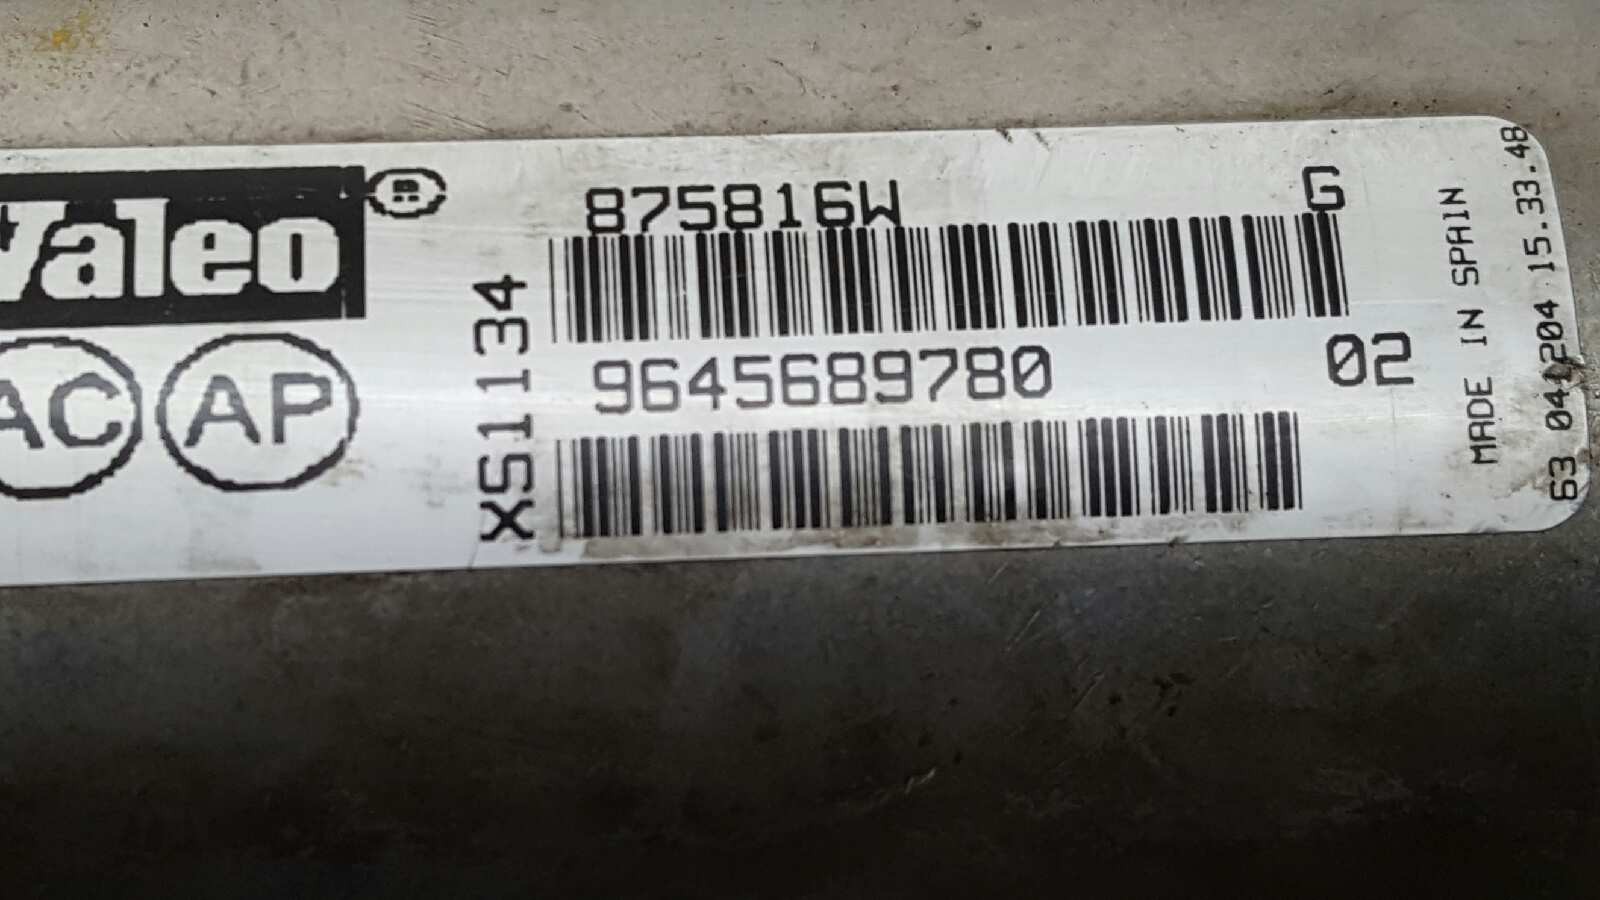 Valeo®
AC AP
XS1134
875816W G
9645689780 02
MADE IN SPAIN
63 041204 15.33.48